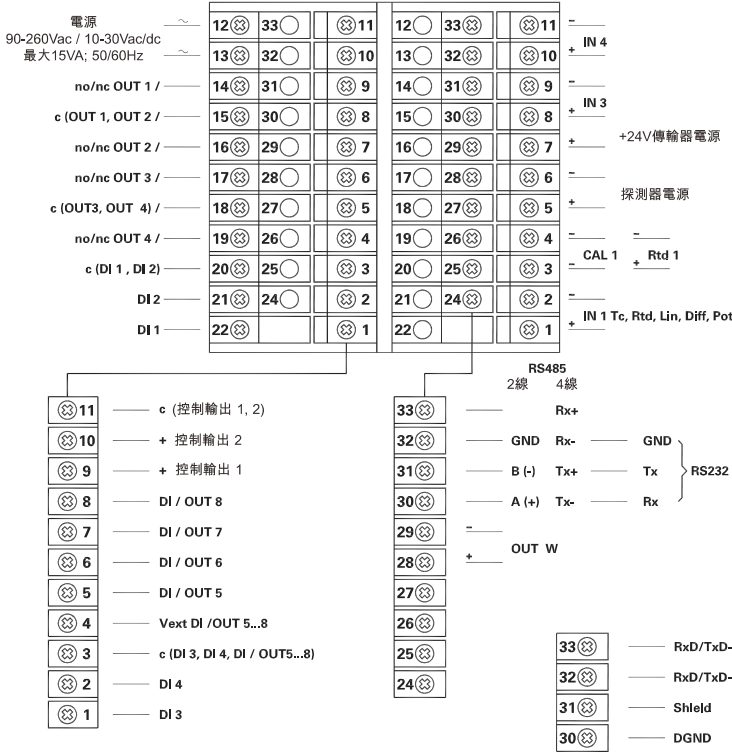 電源
90-260Vac / 10-30Vac/dc
最大15VA; 50/60Hz
no/nc OUT 1 /
c (OUT 1, OUT 2 /
no/nc OUT 2 /
no/nc OUT 3 /
c (OUT3, OUT 4) /
no/nc OUT 4 /
c (DI 1 , DI 2)
DI 2
DI 1
~
~
12 33 11
13 32 10
14 31 9
15 30 8
16 29 7
17 28 6
18 27 5
19 26 4
20 25 3
21 24 2
22 1
12 33 11
13 32 10
14 31 9
15 30 8
16 29 7
17 28 6
18 27 5
19 26 4
20 25 3
21 24 2
22 1
- IN 4
+
- IN 3
+
+ +24V傳輸器電源
- 探測器電源
+
- CAL 1 - Rtd 1
- +
- IN 1 Tc, Rtd, Lin, Diff, Pot
+
11 c (控制輸出 1, 2)
10 + 控制輸出 2
9 + 控制輸出 1
8 DI / OUT 8
7 DI / OUT 7
6 DI / OUT 6
5 DI / OUT 5
4 Vext DI /OUT 5...8
3 c (DI 3, DI 4, DI / OUT5...8)
2 DI 4
1 DI 3
RS485
2線 4線
33 Rx+
32 GND Rx- GND
31 B (-) Tx+ Tx
30 A (+) Tx- Rx
RS232
29 -
28 + OUT W
27
26
25
24
33 RxD/TxD-
32 RxD/TxD-
31 Shield
30 DGND